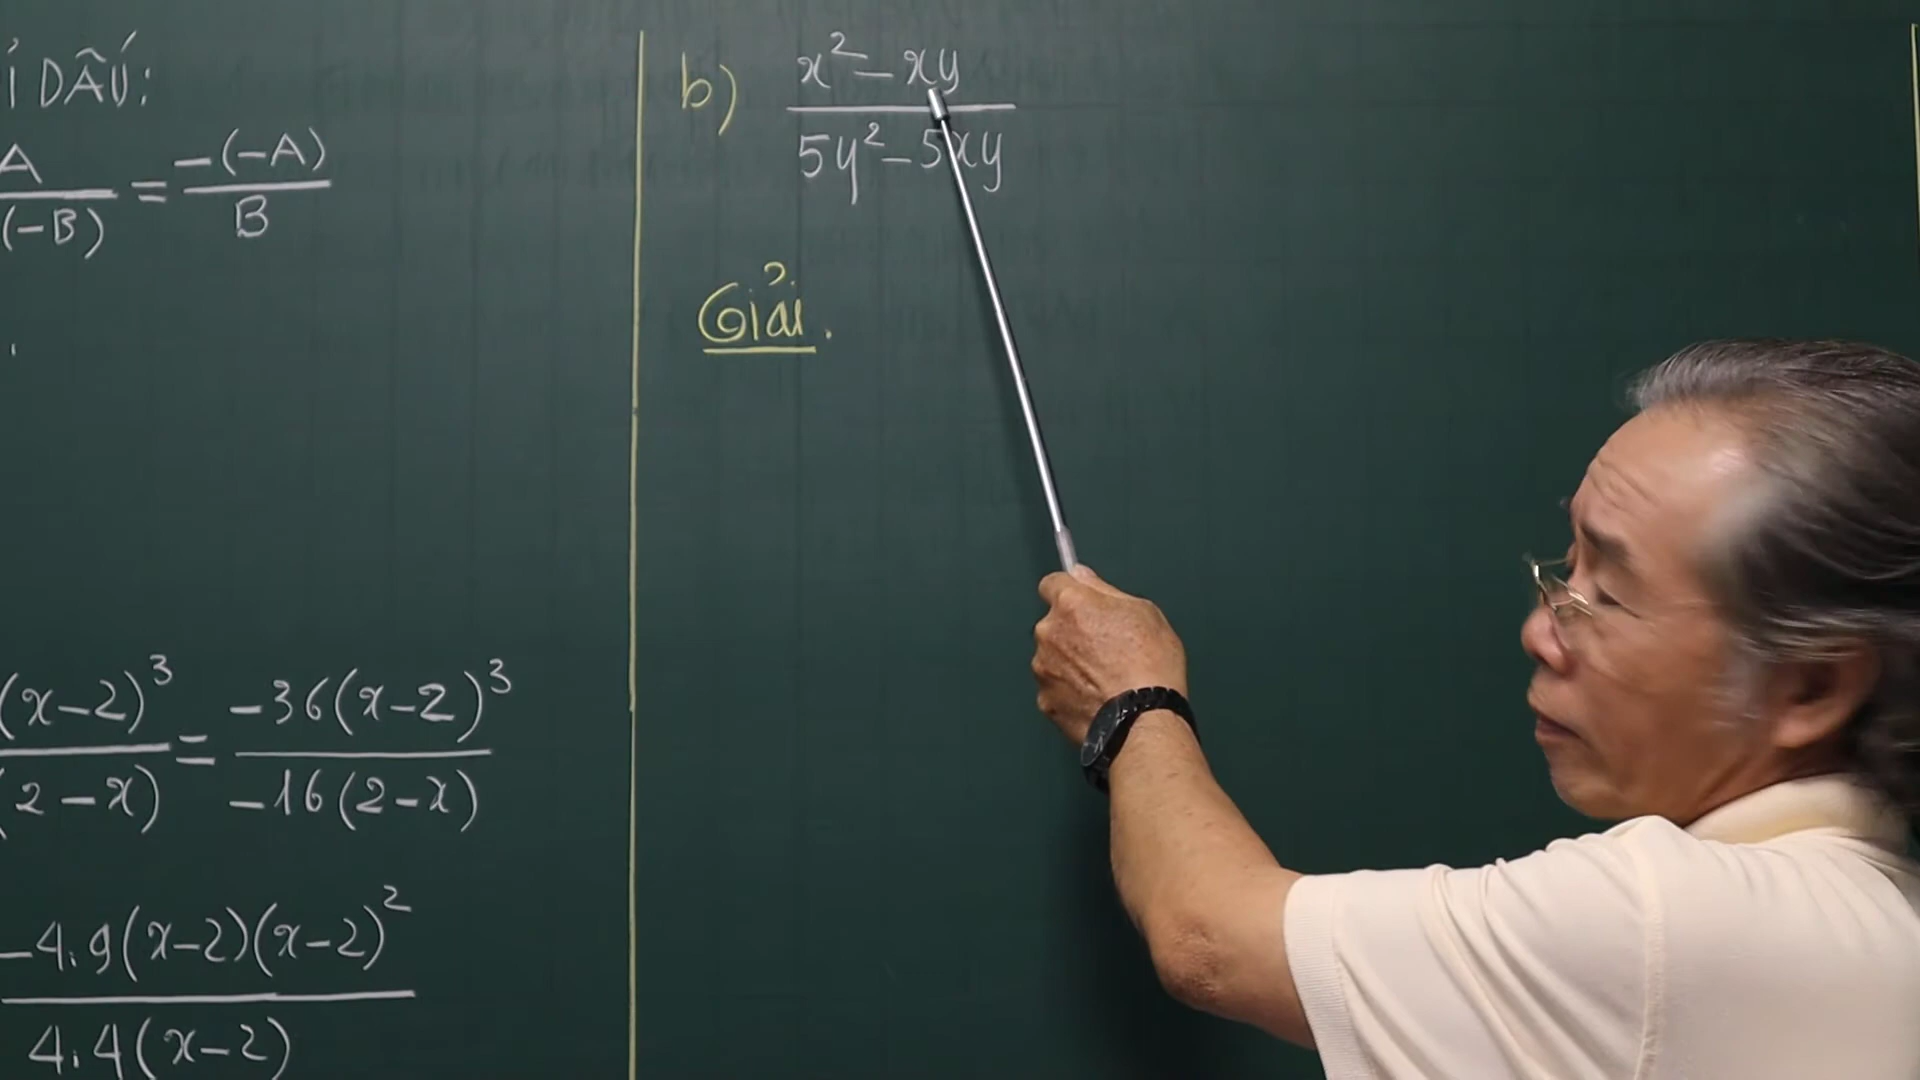 ỉ DẤU:
A/(-B) = -(-A)/B
.
(x-2)³/(2-x) = -36(x-2)³/-16(2-x)
-4.9(x-2)(x-2)²/4.4(x-2)
b) x²-xy/5y²-5xy
Giải.